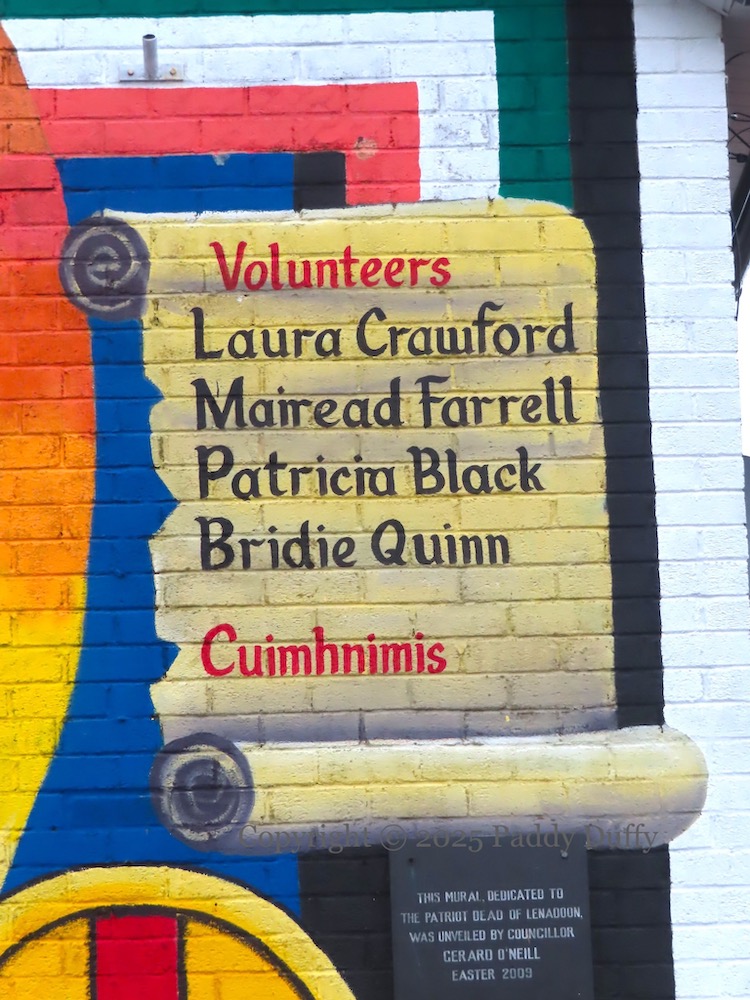 Volunteers
Laura Crawford
Mairead Farrell
Patricia Black
Bridie Quinn
Cuimhnimis
Copyright © 2025 Paddy Duffy
THIS MURAL, DEDICATED TO
THE PATRIOT DEAD OF LENADOON,
WAS UNVEILED BY COUNCILLOR
GERARD O'NEILL
EASTER 2009